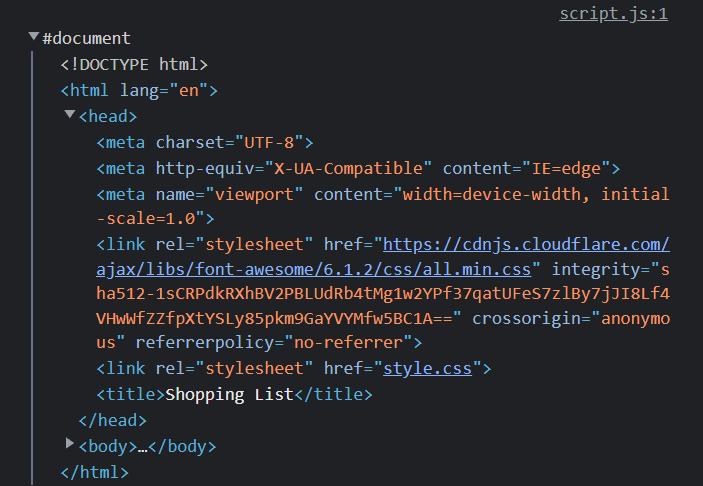 script.js:1
#document
<!DOCTYPE html>
<html lang="en">
<head>
<meta charset="UTF-8">
<meta http-equiv="X-UA-Compatible" content="IE=edge">
<meta name="viewport" content="width=device-width, initial
-scale=1.0">
<link rel="stylesheet" href="https://cdnjs.cloudflare.com/
ajax/libs/font-awesome/6.1.2/css/all.min.css" integrity="s
ha512-1sCRPdkRXhBV2PBLUdRb4tMg1w2YPf37qatUFeS7zlBy7jJI8Lf4
VHwWfZZfpXtYSLy85pkm9GaYVYMfw5BC1A==" crossorigin="anonymo
us" referrerpolicy="no-referrer">
<link rel="stylesheet" href="style.css">
<title>Shopping List</title>
</head>
<body>…</body>
</html>